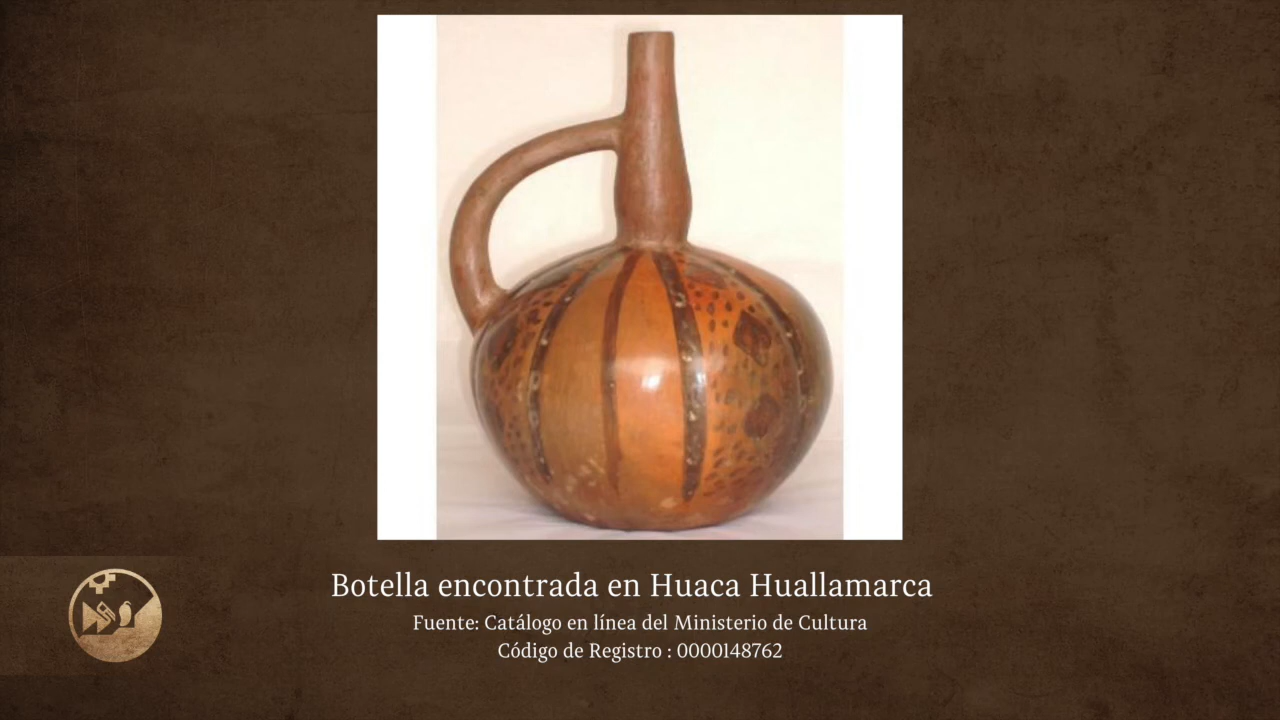 Botella encontrada en Huaca Huallamarca
Fuente: Catálogo en línea del Ministerio de Cultura
Código de Registro : 0000148762